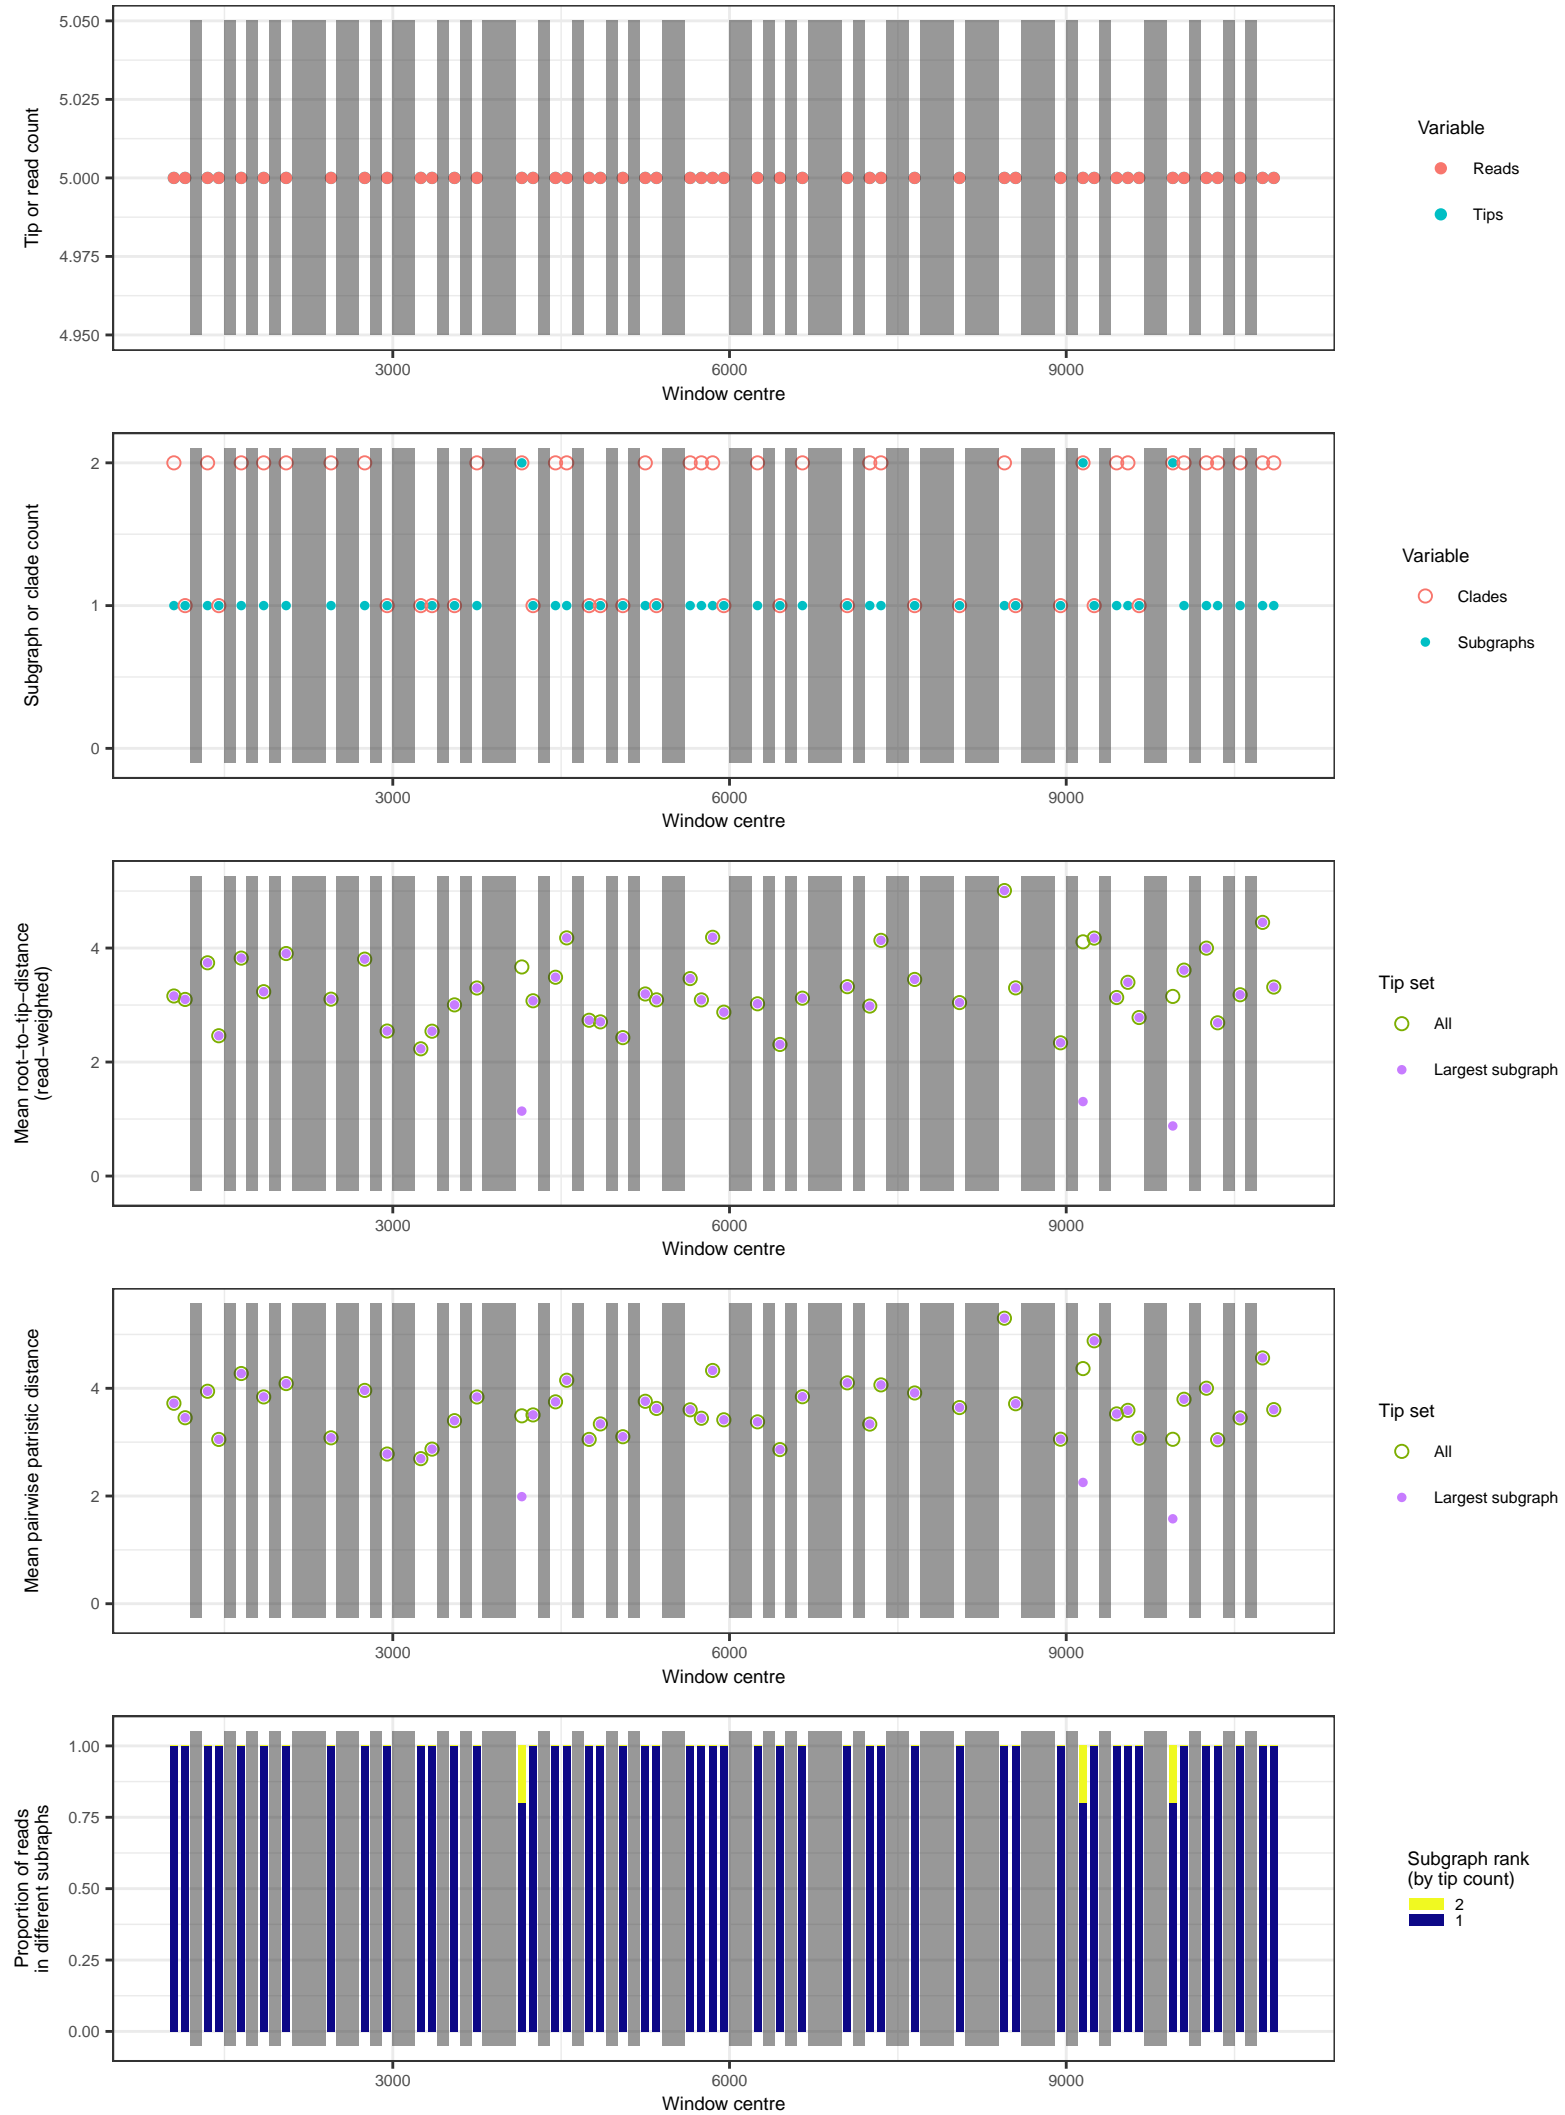 5.050
5.025
5.000
4.975
4.950
Tip or read count
3000 6000 9000
Window centre
Variable
Reads
Tips
2
1
0
Subgraph or clade count
3000 6000 9000
Window centre
Variable
Clades
Subgraphs
4
2
0
Mean root−to−tip−distance
(read−weighted)
3000 6000 9000
Window centre
Tip set
All
Largest subgraph
4
2
0
Mean pairwise patristic distance
3000 6000 9000
Window centre
Tip set
All
Largest subgraph
1.00
0.75
0.50
0.25
0.00
Proportion of reads
in different subraphs
3000 6000 9000
Window centre
Subgraph rank
(by tip count)
2
1